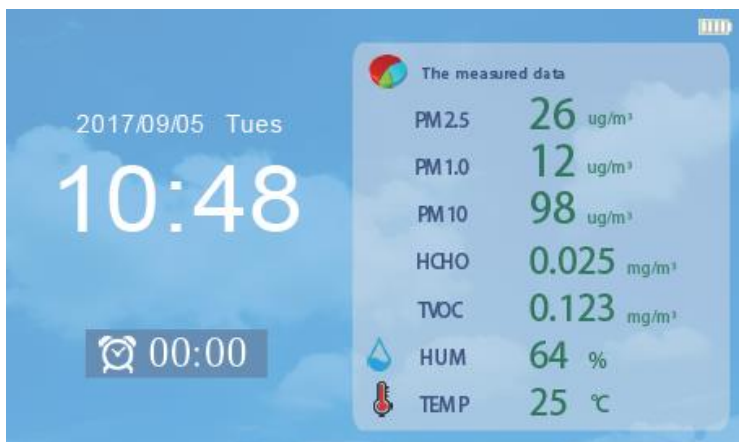 2017/09/05 Tues
10:48
00:00
The measured data
PM2.5 26 ug/m³
PM1.0 12 ug/m³
PM10 98 ug/m³
HCHO 0.025 mg/m³
TVOC 0.123 mg/m³
HUM 64 %
TEMP 25 ℃